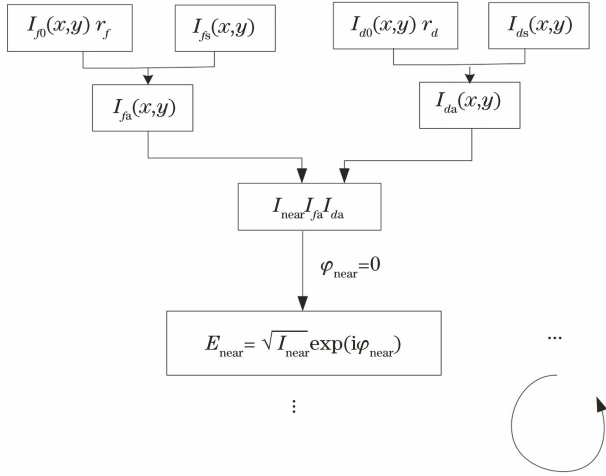 I_{f0}(x,y) r_f
I_{fs}(x,y)
I_{d0}(x,y) r_d
I_{ds}(x,y)
I_{fa}(x,y)
I_{da}(x,y)
I_{near}I_{fa}I_{da}
φ_{near}=0
E_{near}=√I_{near}exp(iφ_{near})
...
⋮